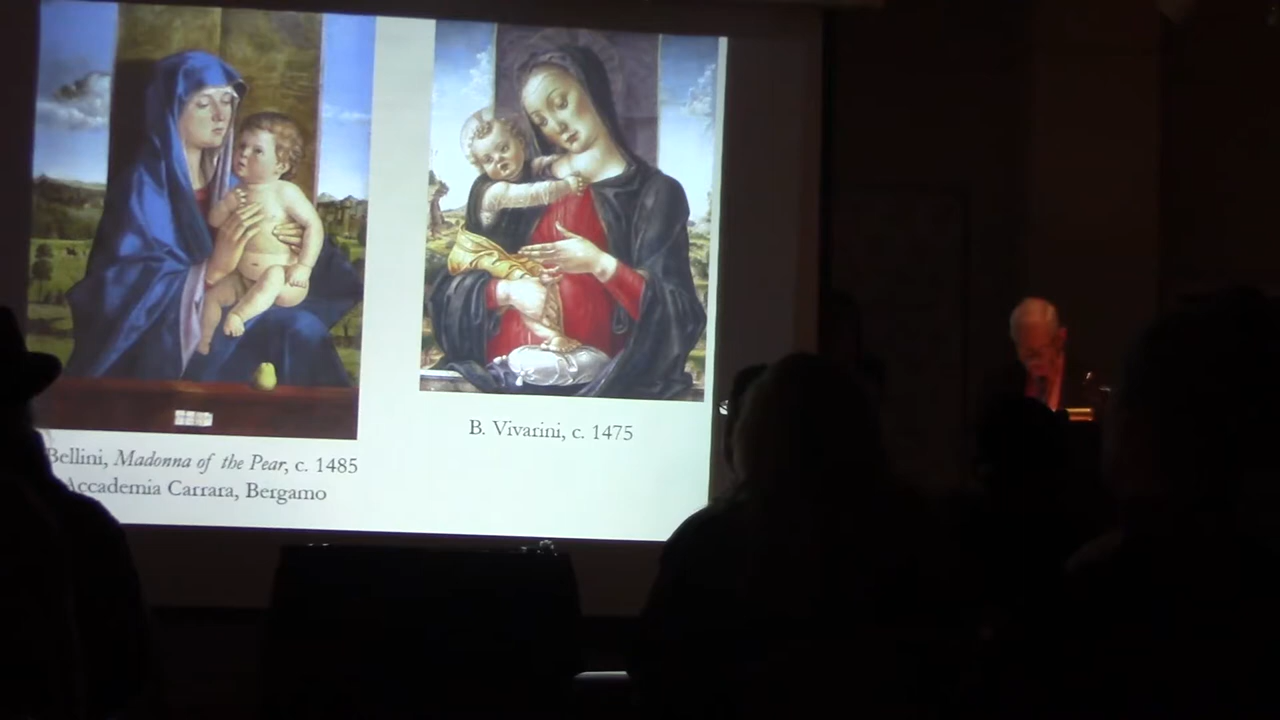 Bellini, Madonna of the Pear, c. 1485
Accademia Carrara, Bergamo
B. Vivarini, c. 1475